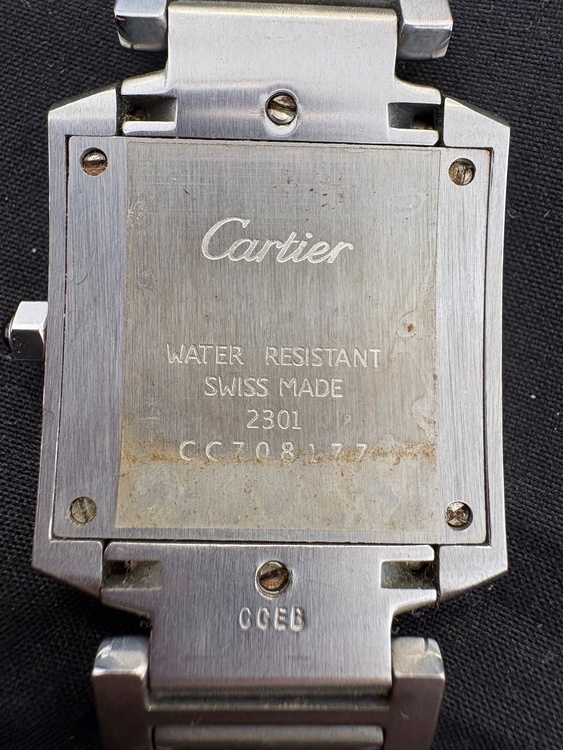 Cartier
WATER RESISTANT
SWISS MADE
2301
CC708177
CCEB